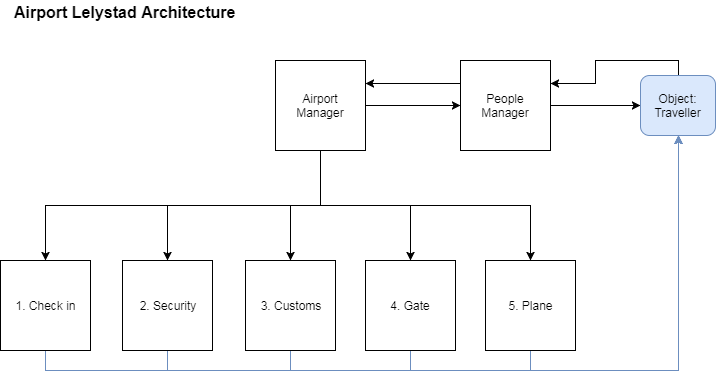 Airport Lelystad Architecture
Airport
Manager
People
Manager
Object:
Traveller
1. Check in
2. Security
3. Customs
4. Gate
5. Plane